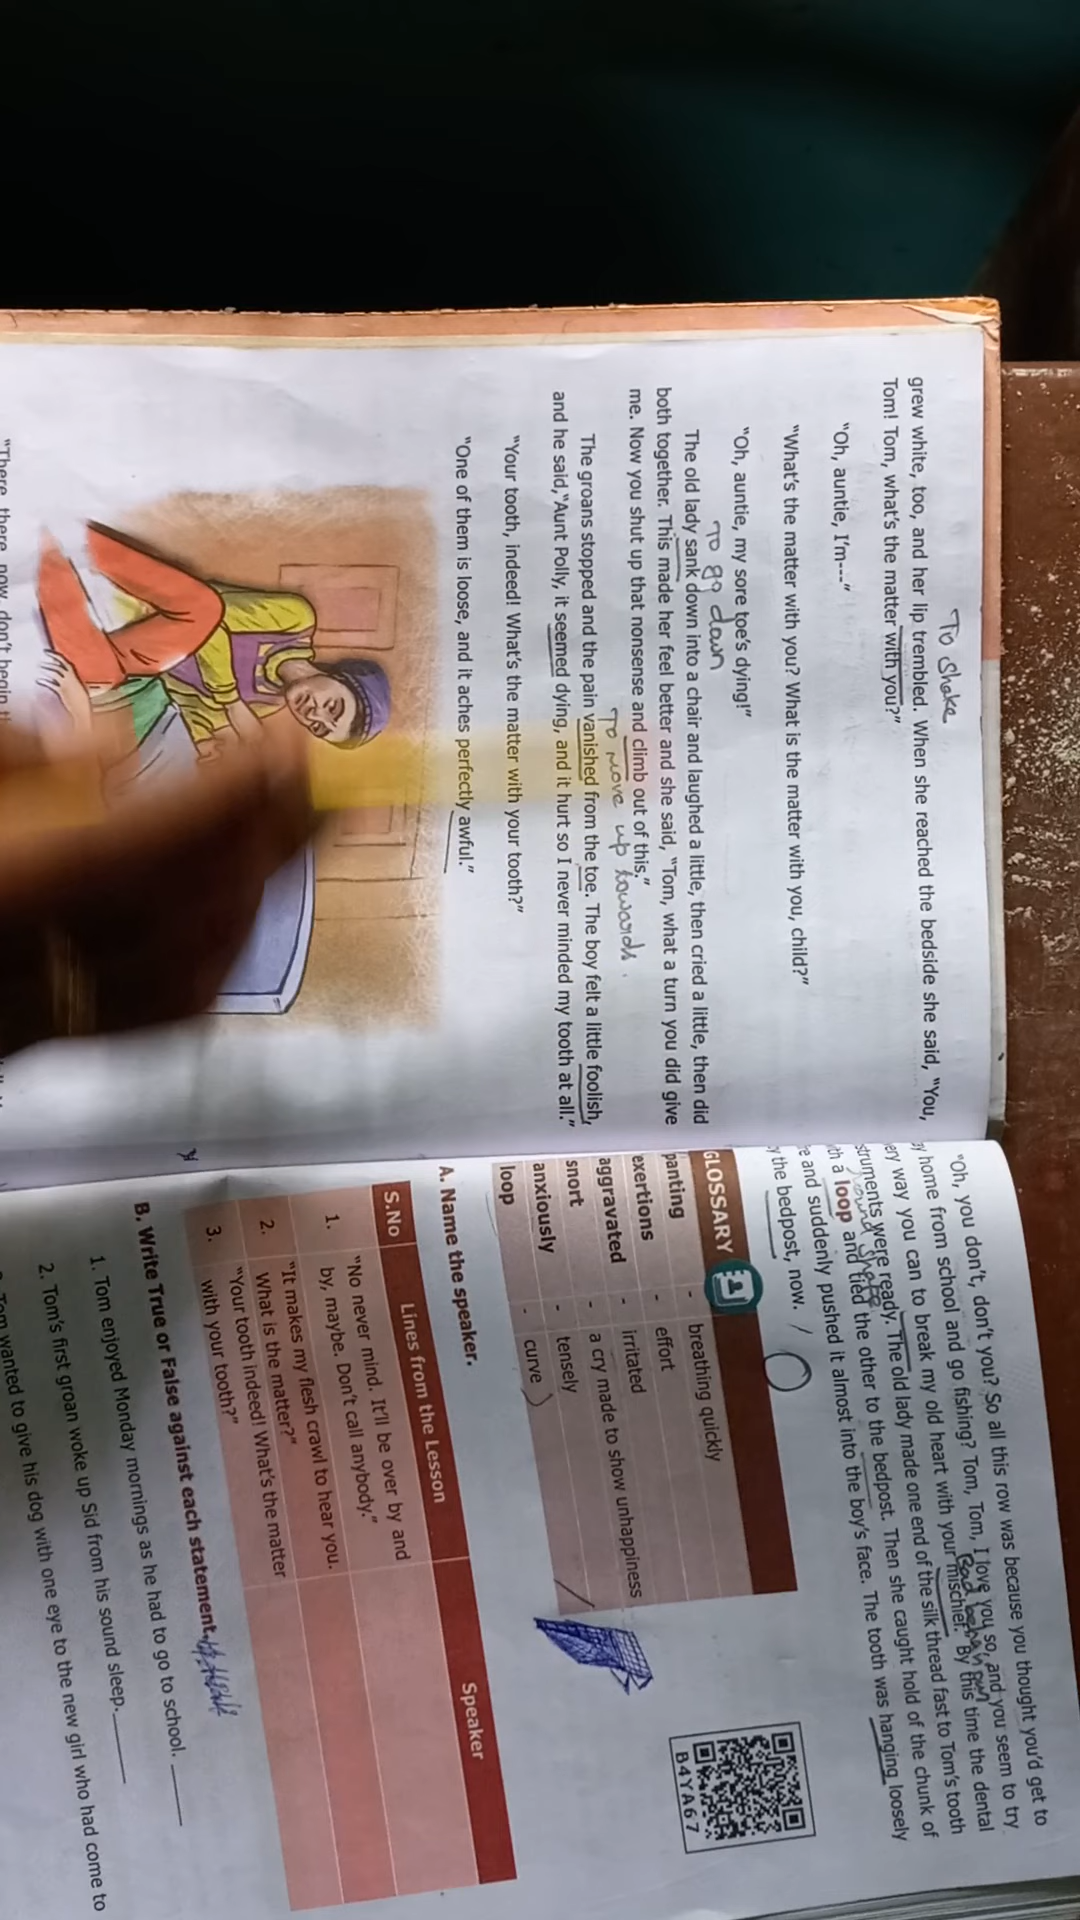 To shake
grew white, too, and her lip trembled. When she reached the bedside she said, "You,
Tom! Tom, what's the matter with you?"
"Oh, auntie, I'm---"
"What's the matter with you? What is the matter with you, child?"
"Oh, auntie, my sore toe's dying!"
To go down
The old lady sank down into a chair and laughed a little, then cried a little, then did
both together. This made her feel better and she said, "Tom, what a turn you did give
me. Now you shut up that nonsense and climb out of this."
To move up towards.
The groans stopped and the pain vanished from the toe. The boy felt a little foolish,
and he said,"Aunt Polly, it seemed dying, and it hurt so I never minded my tooth at all."
"Your tooth, indeed! What's the matter with your tooth?"
"One of them is loose, and it aches perfectly awful."
"There, there now, don't begin
"Oh, you don't, don't you? So all this row was because you thought you'd get to
home from school and go fishing? Tom, Tom, I love you so, and you seem to try
way you can to break my old heart with your mischief." By this time the dental
were ready. The old lady made one end of the silk thread fast to Tom's tooth
a loop and tied the other to the bedpost. Then she caught hold of the chunk of
and suddenly pushed it almost into the boy's face. The tooth was hanging loosely
the bedpost, now.
GLOSSARY
panting - breathing quickly
exertions - effort
aggravated - irritated
snort - a cry made to show unhappiness
anxiously - tensely
loop - curve
B4YA67
A. Name the speaker.
S.No Lines from the Lesson Speaker
1. "No never mind. It'll be over by and
by, maybe. Don't call anybody."
2. "It makes my flesh crawl to hear you.
What is the matter?"
3. "Your tooth indeed! What's the matter
with your tooth?"
B. Write True or False against each statement.
1. Tom enjoyed Monday mornings as he had to go to school.
2. Tom's first groan woke up Sid from his sound sleep.
Tom wanted to give his dog with one eye to the new girl who had come to